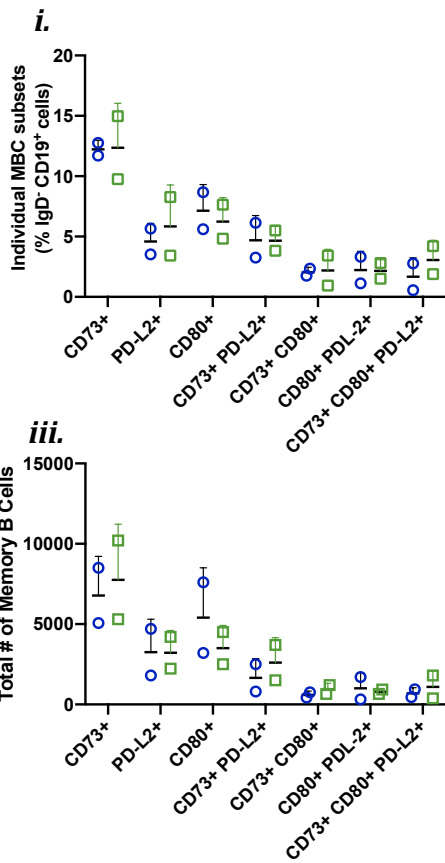 i.
Individual MBC subsets
(% IgD- CD19+ cells)
20
15
10
5
0
CD73+
PD-L2+
CD80+
CD73+ PD-L2+
CD73+ CD80+
CD80+ PDL-2+
CD73+ CD80+ PD-L2+
iii.
Total # of Memory B Cells
15000
10000
5000
0
CD73+
PD-L2+
CD80+
CD73+ PD-L2+
CD73+ CD80+
CD80+ PDL-2+
CD73+ CD80+ PD-L2+